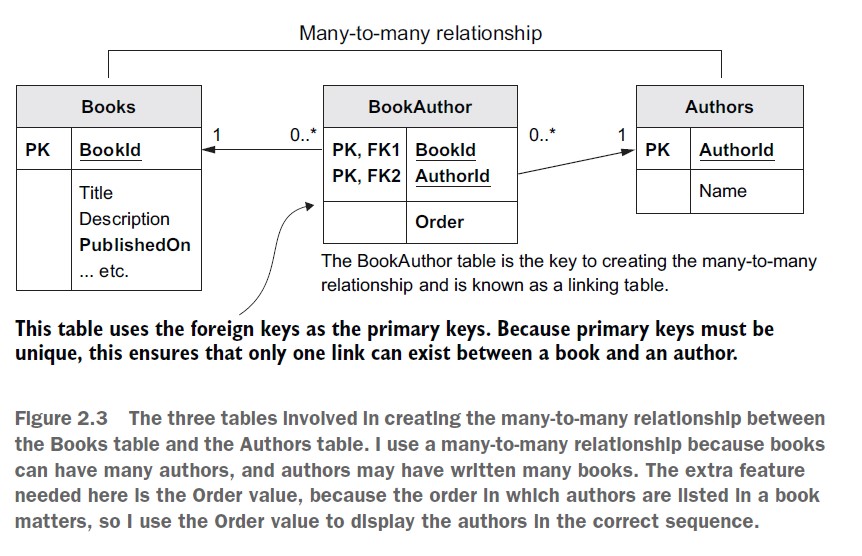 Many-to-many relationship
Books
PK BookId
Title
Description
PublishedOn
... etc.
1
0..*
BookAuthor
PK, FK1 BookId
PK, FK2 AuthorId
Order
0..*
1
Authors
PK AuthorId
Name
The BookAuthor table is the key to creating the many-to-many
relationship and is known as a linking table.
This table uses the foreign keys as the primary keys. Because primary keys must be
unique, this ensures that only one link can exist between a book and an author.
Figure 2.3 The three tables involved in creating the many-to-many relationship between
the Books table and the Authors table. I use a many-to-many relationship because books
can have many authors, and authors may have written many books. The extra feature
needed here is the Order value, because the order in which authors are listed in a book
matters, so I use the Order value to display the authors in the correct sequence.